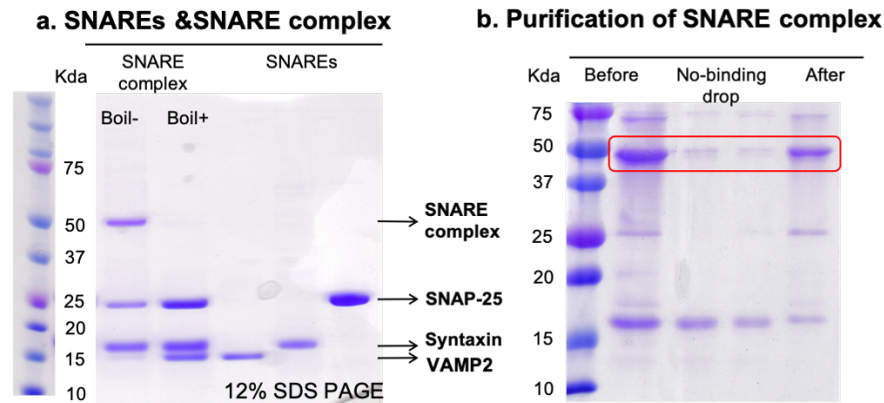 a. SNAREs &SNARE complex
Kda
SNARE
complex
SNAREs
Boil-
Boil+
75
50
37
25
20
15
10
SNARE
complex
SNAP-25
Syntaxin
VAMP2
12% SDS PAGE
b. Purification of SNARE complex
Kda
Before
No-binding
drop
After
75
50
37
25
20
15
10